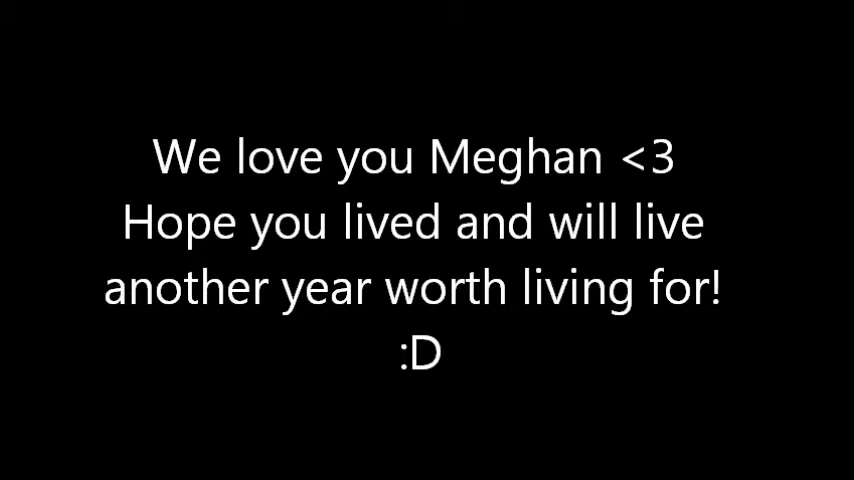 We love you Meghan <3
Hope you lived and will live
another year worth living for!
:D